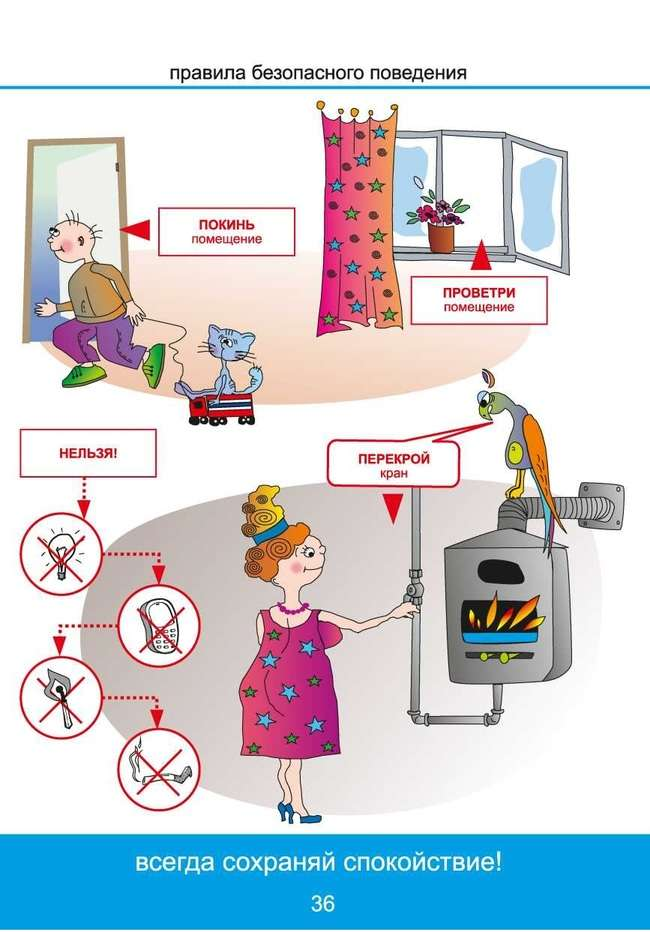 правила безопасного поведения
ПОКИНЬ
помещение
ПРОВЕТРИ
помещение
НЕЛЬЗЯ!
ПЕРЕКРОЙ
кран
всегда сохраняй спокойствие!
36